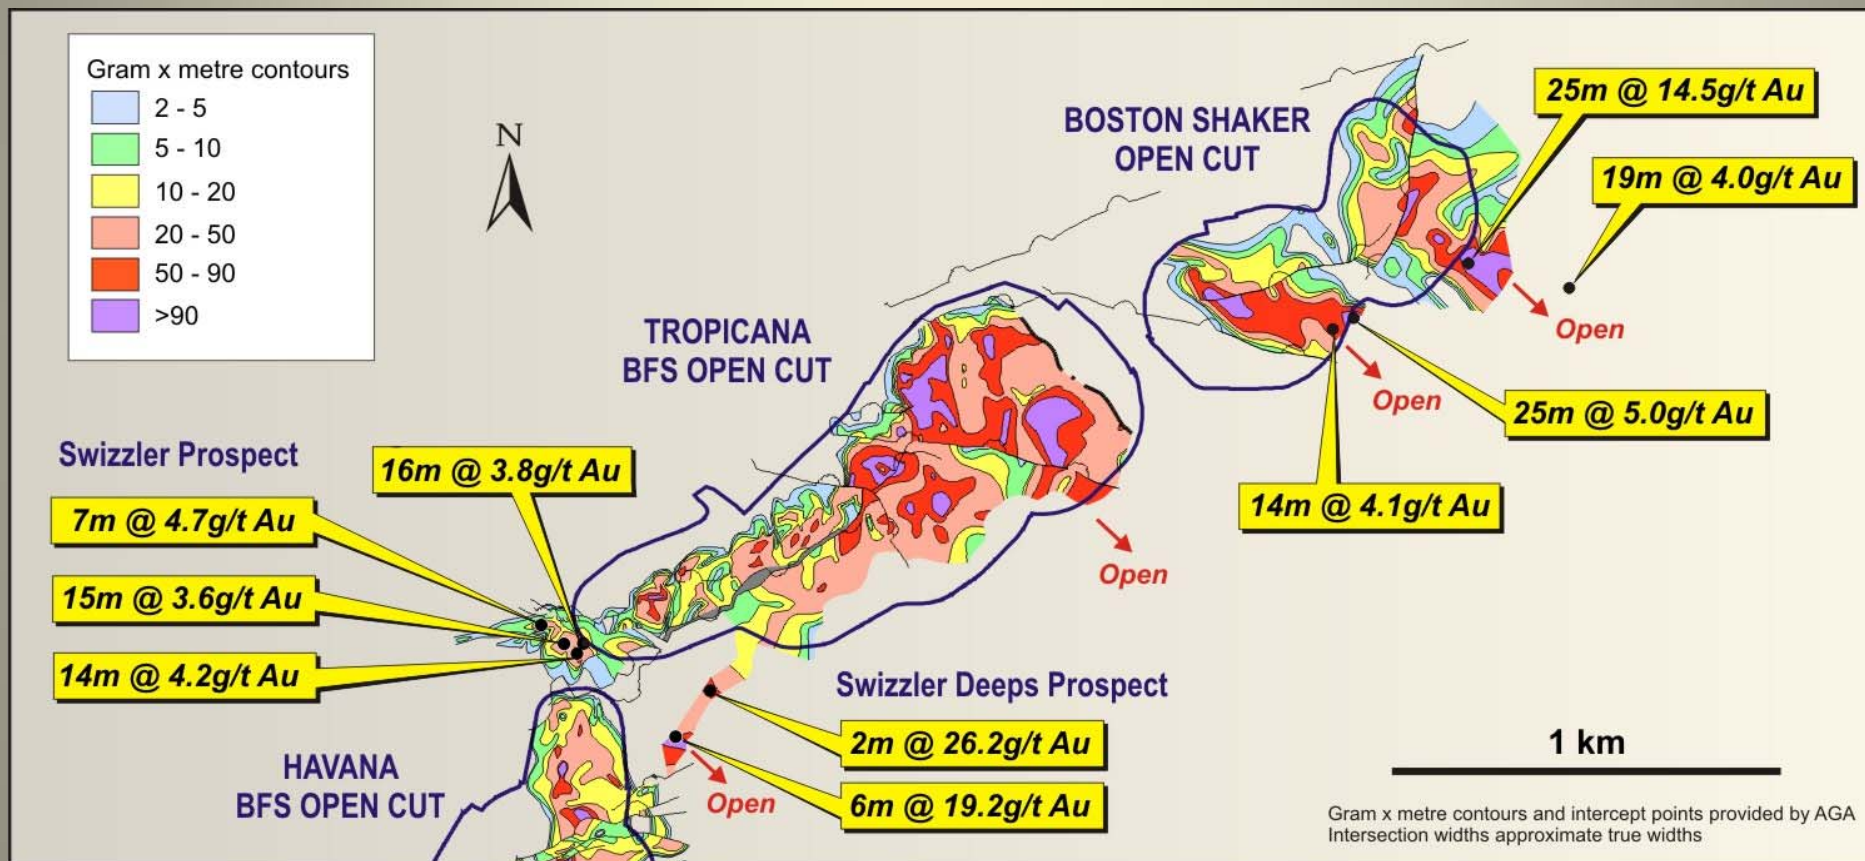 Gram x metre contours
2 - 5
5 - 10
10 - 20
20 - 50
50 - 90
>90
N
BOSTON SHAKER
OPEN CUT
25m @ 14.5g/t Au
19m @ 4.0g/t Au
Open
Open
25m @ 5.0g/t Au
14m @ 4.1g/t Au
TROPICANA
BFS OPEN CUT
Open
Swizzler Prospect
16m @ 3.8g/t Au
7m @ 4.7g/t Au
15m @ 3.6g/t Au
14m @ 4.2g/t Au
Swizzler Deeps Prospect
2m @ 26.2g/t Au
6m @ 19.2g/t Au
Open
HAVANA
BFS OPEN CUT
1 km
Gram x metre contours and intercept points provided by AGA
Intersection widths approximate true widths